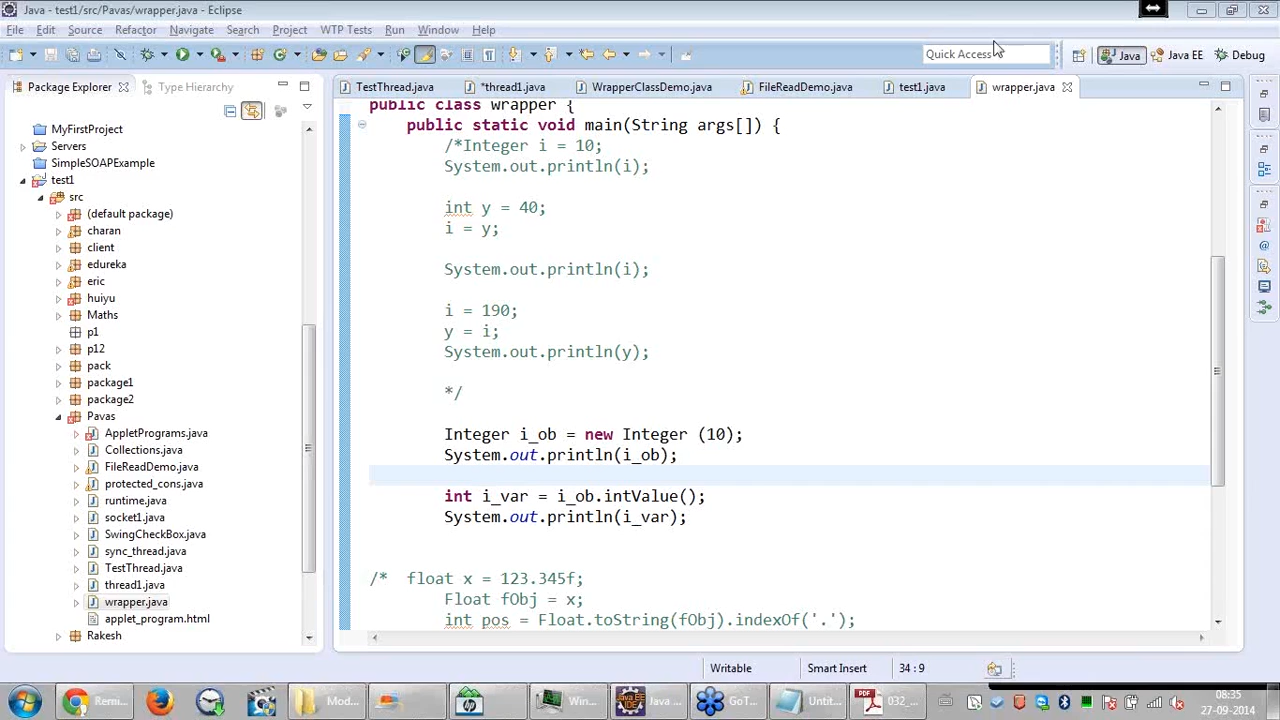 Java - test1/src/Pavas/wrapper.java - Eclipse
File Edit Source Refactor Navigate Search Project WTP Tests Run Window Help
Quick Access
Java Java EE Debug
Package Explorer Type Hierarchy
TestThread.java *thread1.java WrapperClassDemo.java FileReadDemo.java test1.java wrapper.java
MyFirstProject
Servers
SimpleSOAPExample
test1
src
(default package)
charan
client
edureka
eric
huiyu
Maths
p1
p12
pack
package1
package2
Pavas
AppletPrograms.java
Collections.java
FileReadDemo.java
protected_cons.java
runtime.java
socket1.java
SwingCheckBox.java
sync_thread.java
TestThread.java
thread1.java
wrapper.java
applet_program.html
Rakesh
public class wrapper {
public static void main(String args[]) {
/*Integer i = 10;
System.out.println(i);
int y = 40;
i = y;
System.out.println(i);
i = 190;
y = i;
System.out.println(y);
*/
Integer i_ob = new Integer (10);
System.out.println(i_ob);
int i_var = i_ob.intValue();
System.out.println(i_var);
/* float x = 123.345f;
Float fObj = x;
int pos = Float.toString(fObj).indexOf('.');
Writable Smart Insert 34 : 9
Rem... Mod... Win... Java ... GoT... Untit... 032_...
08:35
27-09-2014